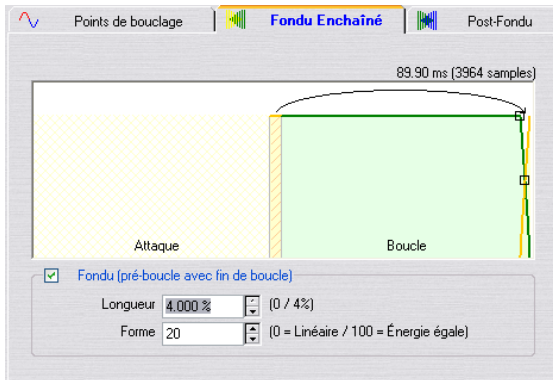 Points de bouclage Fondu Enchaîné Post-Fondu
89.90 ms (3964 samples)
Attaque Boucle
Fondu (pré-boucle avec fin de boucle)
Longueur 4.000 % (0 / 4%)
Forme 20 (0 = Linéaire / 100 = Énergie égale)